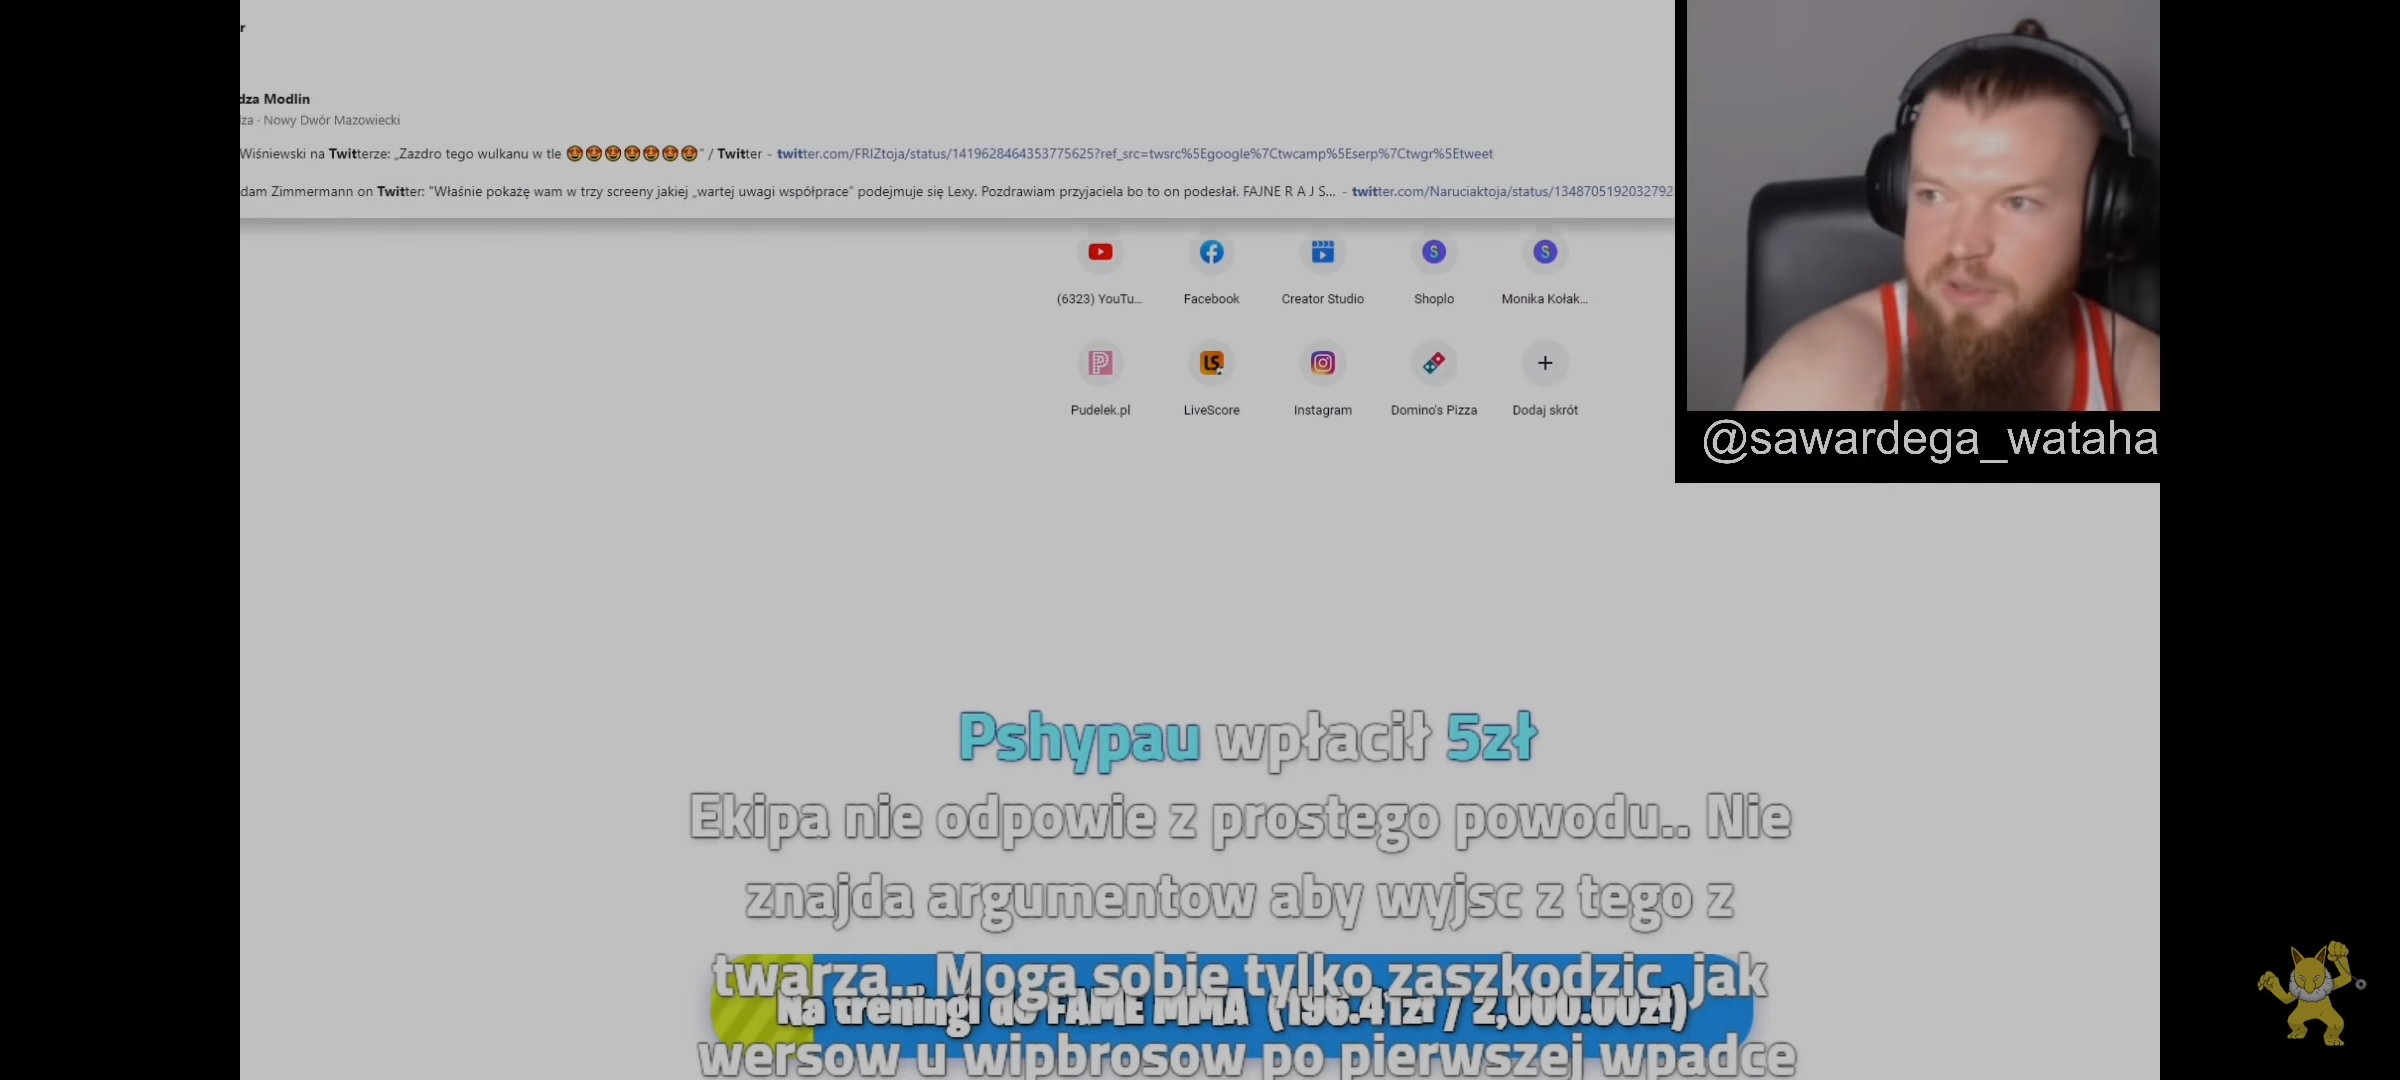 r
dza Modlin
za · Nowy Dwór Mazowiecki
Wiśniewski na Twitterze: „Zazdro tego wulkanu w tle 🤩🤩🤩🤩🤩🤩🤩” / Twitter - twitter.com/FRIZtoja/status/1419628464353775625?ref_src=twsrc%5Egoogle%7Ctwcamp%5Eserp%7Ctwgr%5Etweet
dam Zimmermann on Twitter: "Właśnie pokażę wam w trzy screeny jakiej „wartej uwagi współprace” podejmuje się Lexy. Pozdrawiam przyjaciela bo to on podesłał. FAJNE R A J S... - twitter.com/Naruciaktoja/status/134870519203279
(6323) YouTu...
Facebook
Creator Studio
Shoplo
Monika Kołak...
Pudelek.pl
LiveScore
Instagram
Domino's Pizza
Dodaj skrót
@sawardega_wataha
Pshypau wpłacił 5zł
Ekipa nie odpowie z prostego powodu.. Nie
znajda argumentow aby wyjsc z tego z
twarza.. Moga sobie tylko zaszkodzic, jak
Na treningi do FAME MMA (196.41zł / 2,000.00zł)
wersow u wipbrosow po pierwszej wpadce